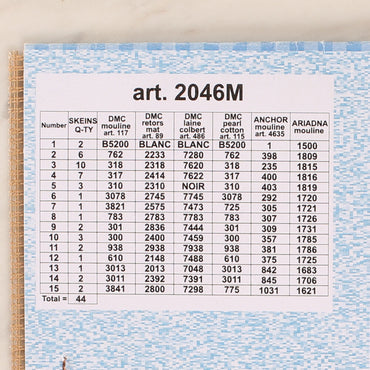 art. 2046M
Number SKEINS Q-TY DMC mouline art. 117 DMC retors mat art. 89 DMC laine colbert art. 486 DMC pearl cotton art. 115 ANCHOR mouline art. 4635 ARIADNA mouline
1 2 B5200 BLANC BLANC B5200 1 1500
2 6 762 2233 7280 762 398 1809
3 10 318 2318 7620 318 235 1815
4 7 317 2414 7622 317 400 1816
5 3 310 2310 NOIR 310 403 1819
6 1 3078 2745 7745 3078 292 1720
7 1 3821 2575 7473 725 305 1721
8 1 783 2783 7783 783 307 1726
9 2 301 2836 7444 301 309 1731
10 3 300 2400 7459 300 357 1785
11 2 938 2938 7938 938 381 1786
12 1 610 2148 7488 610 375 1725
13 1 3013 2013 7048 3013 842 1683
14 2 3011 2392 7391 3011 845 1706
15 2 3841 2800 7298 775 1031 1621
Total = 44